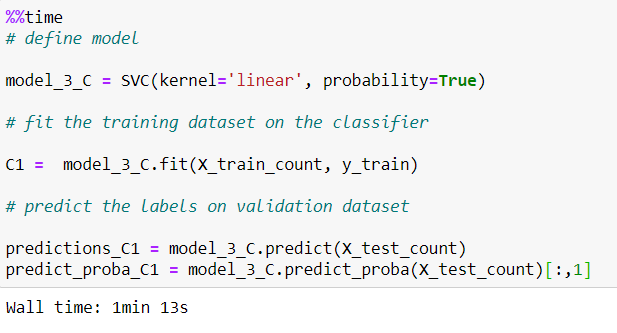 %%time
# define model
model_3_C = SVC(kernel='linear', probability=True)
# fit the training dataset on the classifier
C1 =  model_3_C.fit(X_train_count, y_train)
# predict the labels on validation dataset
predictions_C1 = model_3_C.predict(X_test_count)
predict_proba_C1 = model_3_C.predict_proba(X_test_count)[:,1]
Wall time: 1min 13s